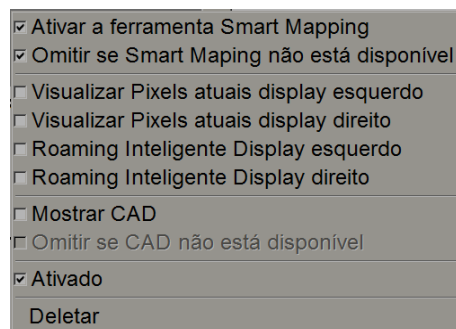 Ativar a ferramenta Smart Mapping
Omitir se Smart Maping não está disponível
Visualizar Pixels atuais display esquerdo
Visualizar Pixels atuais display direito
Roaming Inteligente Display esquerdo
Roaming Inteligente Display direito
Mostrar CAD
Omitir se CAD não está disponível
Ativado
Deletar